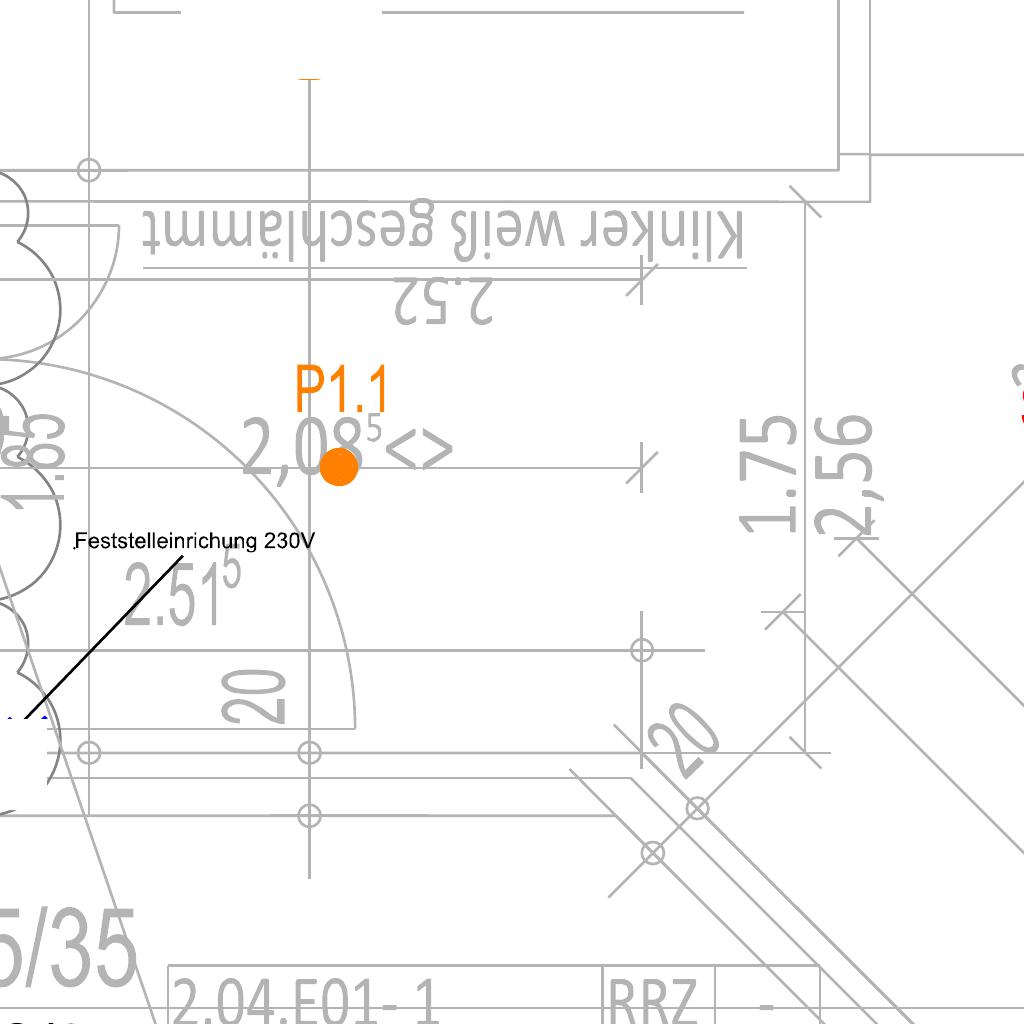 Klinker weiß geschlämmt
2.52
P1.1
2,08⁵<>
1.75
2,56
1.85
Feststelleinrichung 230V
2.51⁵
20
20
5/35
2.04.E01- 1
RRZ
-